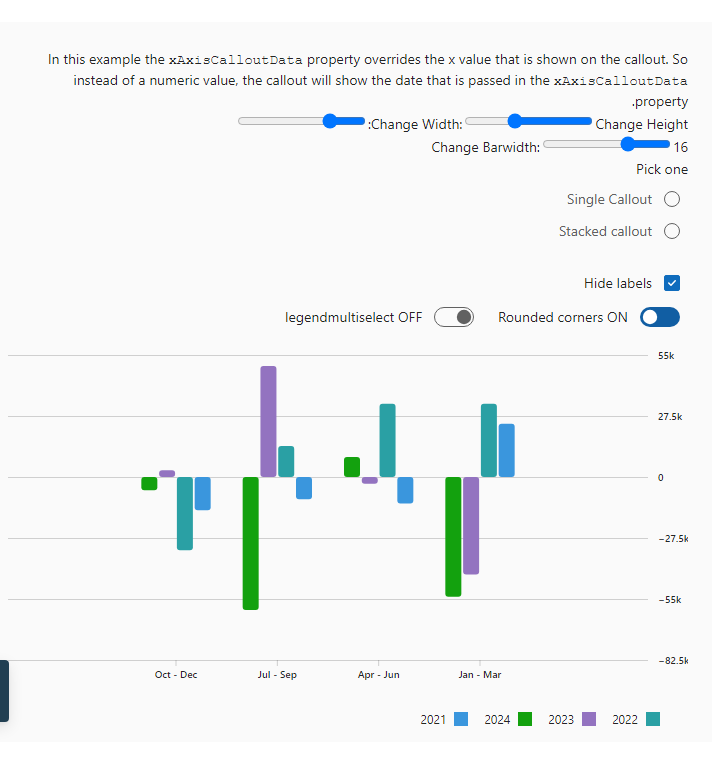 In this example the xAxisCalloutData property overrides the x value that is shown on the callout. So
instead of a numeric value, the callout will show the date that is passed in the xAxisCalloutData
.property
:Change Width: Change Height
Change Barwidth: 16
Pick one
Single Callout
Stacked callout
Hide labels
legendmultiselect OFF Rounded corners ON
55k
27.5k
0
−27.5k
−55k
−82.5k
Oct - Dec Jul - Sep Apr - Jun Jan - Mar
2021 2024 2023 2022